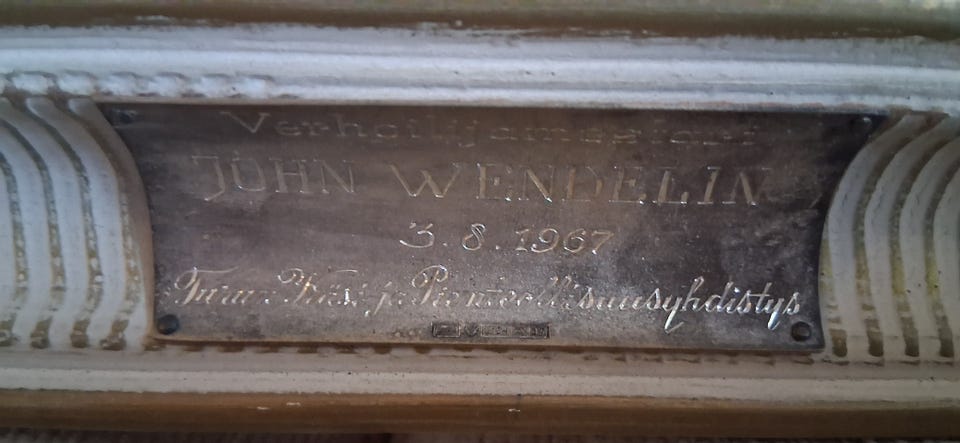 Verhoilijamestari
JOHN WENDELIN
3.8.1967
Turun Käsi ja Pienteollisuusyhdistys